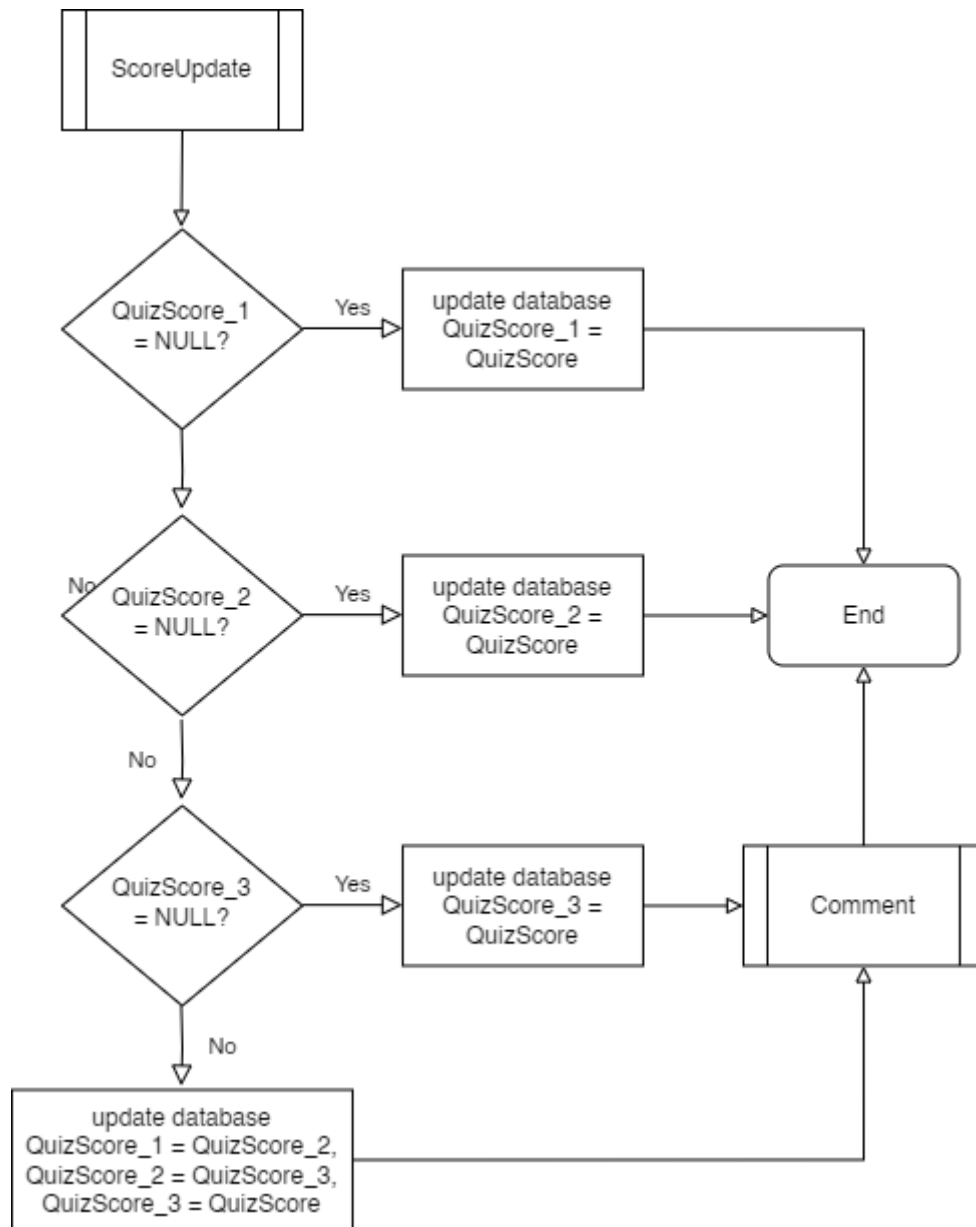 ScoreUpdate
QuizScore_1
= NULL?
Yes
update database
QuizScore_1 =
QuizScore
No
QuizScore_2
= NULL?
Yes
update database
QuizScore_2 =
QuizScore
End
No
QuizScore_3
= NULL?
Yes
update database
QuizScore_3 =
QuizScore
Comment
No
update database
QuizScore_1 = QuizScore_2,
QuizScore_2 = QuizScore_3,
QuizScore_3 = QuizScore